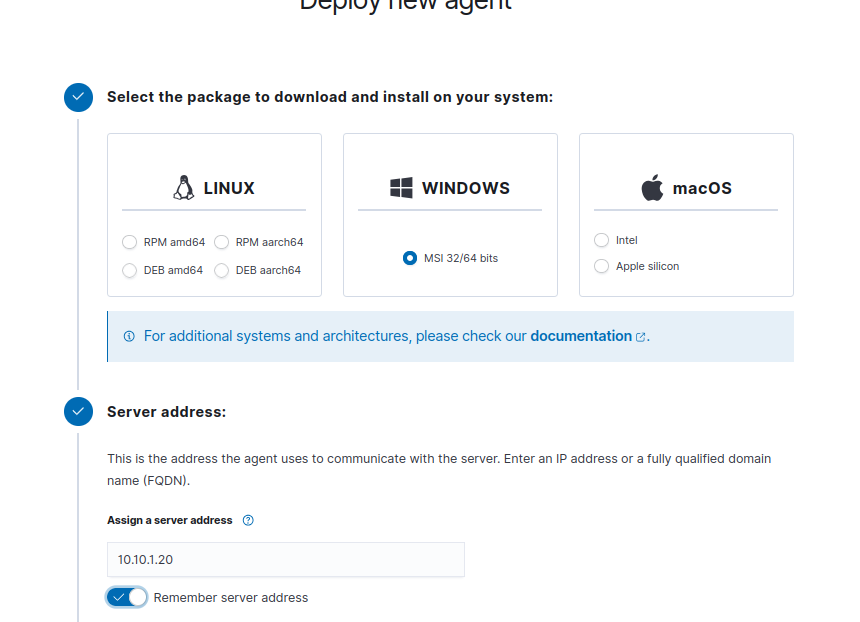 Deploy new agent
Select the package to download and install on your system:
LINUX
RPM amd64
RPM aarch64
DEB amd64
DEB aarch64
WINDOWS
MSI 32/64 bits
macOS
Intel
Apple silicon
For additional systems and architectures, please check our documentation.
Server address:
This is the address the agent uses to communicate with the server. Enter an IP address or a fully qualified domain
name (FQDN).
Assign a server address
10.10.1.20
Remember server address